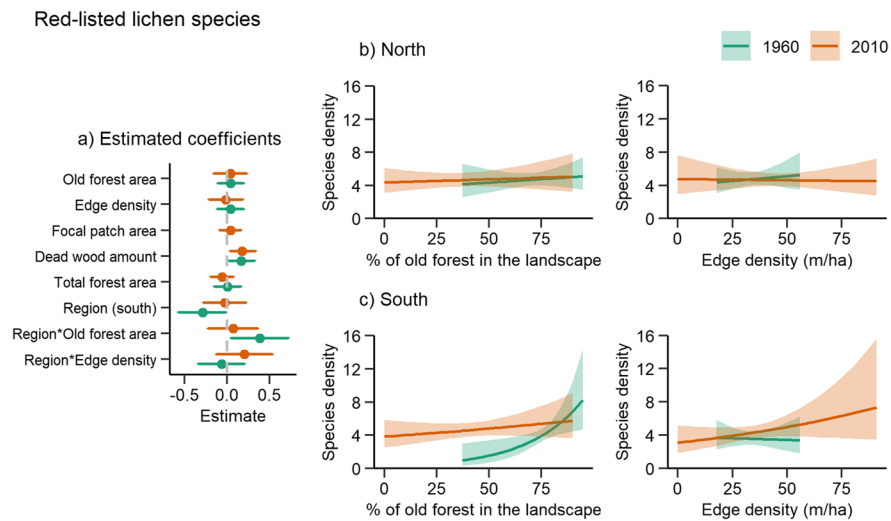 Red-listed lichen species
1960
2010
a) Estimated coefficients
Old forest area
Edge density
Focal patch area
Dead wood amount
Total forest area
Region (south)
Region*Old forest area
Region*Edge density
-0.5 0.0 0.5
Estimate
b) North
Species density
16
12
8
4
0
0 25 50 75
% of old forest in the landscape
Species density
16
12
8
4
0
0 25 50 75
Edge density (m/ha)
c) South
Species density
16
12
8
4
0
0 25 50 75
% of old forest in the landscape
Species density
16
12
8
4
0
0 25 50 75
Edge density (m/ha)